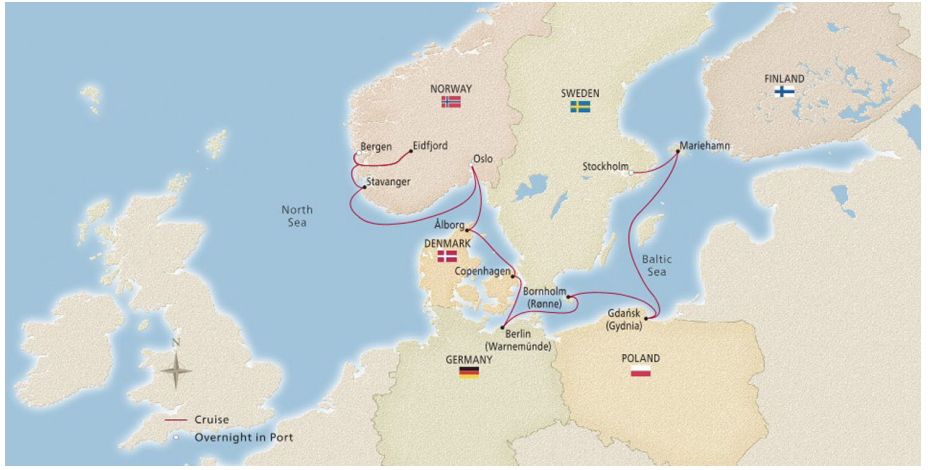 NORWAY
SWEDEN
FINLAND
Bergen
Eidfjord
Oslo
Stockholm
Mariehamn
Stavanger
North
Sea
Ålborg
DENMARK
Copenhagen
Baltic
Sea
Bornholm
(Rønne)
Gdańsk
(Gydnia)
Berlin
(Warnemünde)
GERMANY
POLAND
N
Cruise
Overnight in Port